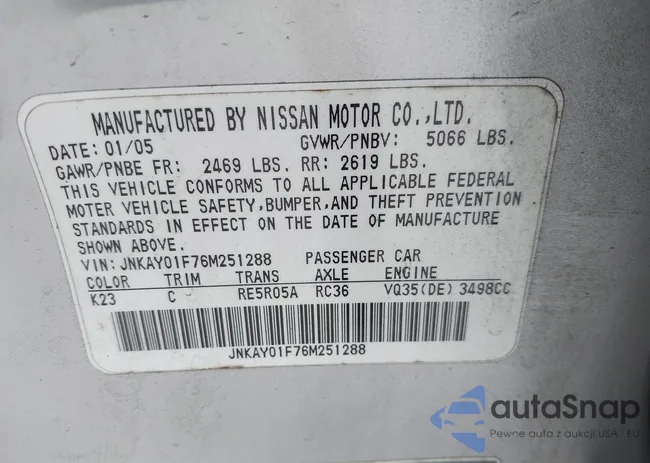 MANUFACTURED BY NISSAN MOTOR CO.,LTD.
DATE: 01/05 GVWR/PNBV: 5066 LBS.
GAWR/PNBE FR: 2469 LBS. RR: 2619 LBS.
THIS VEHICLE CONFORMS TO ALL APPLICABLE FEDERAL
MOTER VEHICLE SAFETY,BUMPER,AND THEFT PREVENTION
STANDARDS IN EFFECT ON THE DATE OF MANUFACTURE
SHOWN ABOVE.
VIN: JNKAY01F76M251288 PASSENGER CAR
COLOR TRIM TRANS AXLE ENGINE
K23 C RE5R05A RC36 VQ35(DE) 3498CC
JNKAY01F76M251288
autaSnap
Pewne auta z aukcji USA i EU